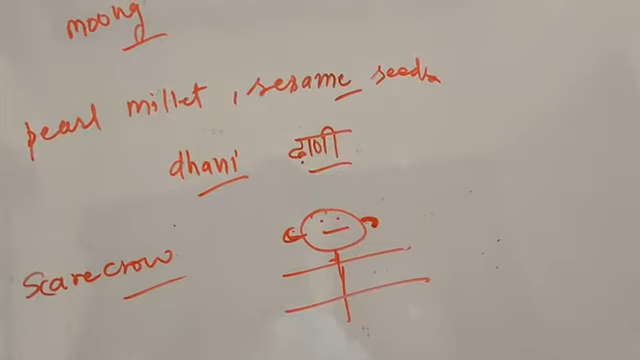 moong
pearl millet, sesame seeds
dhani ढ़ाणी
Scarecrow